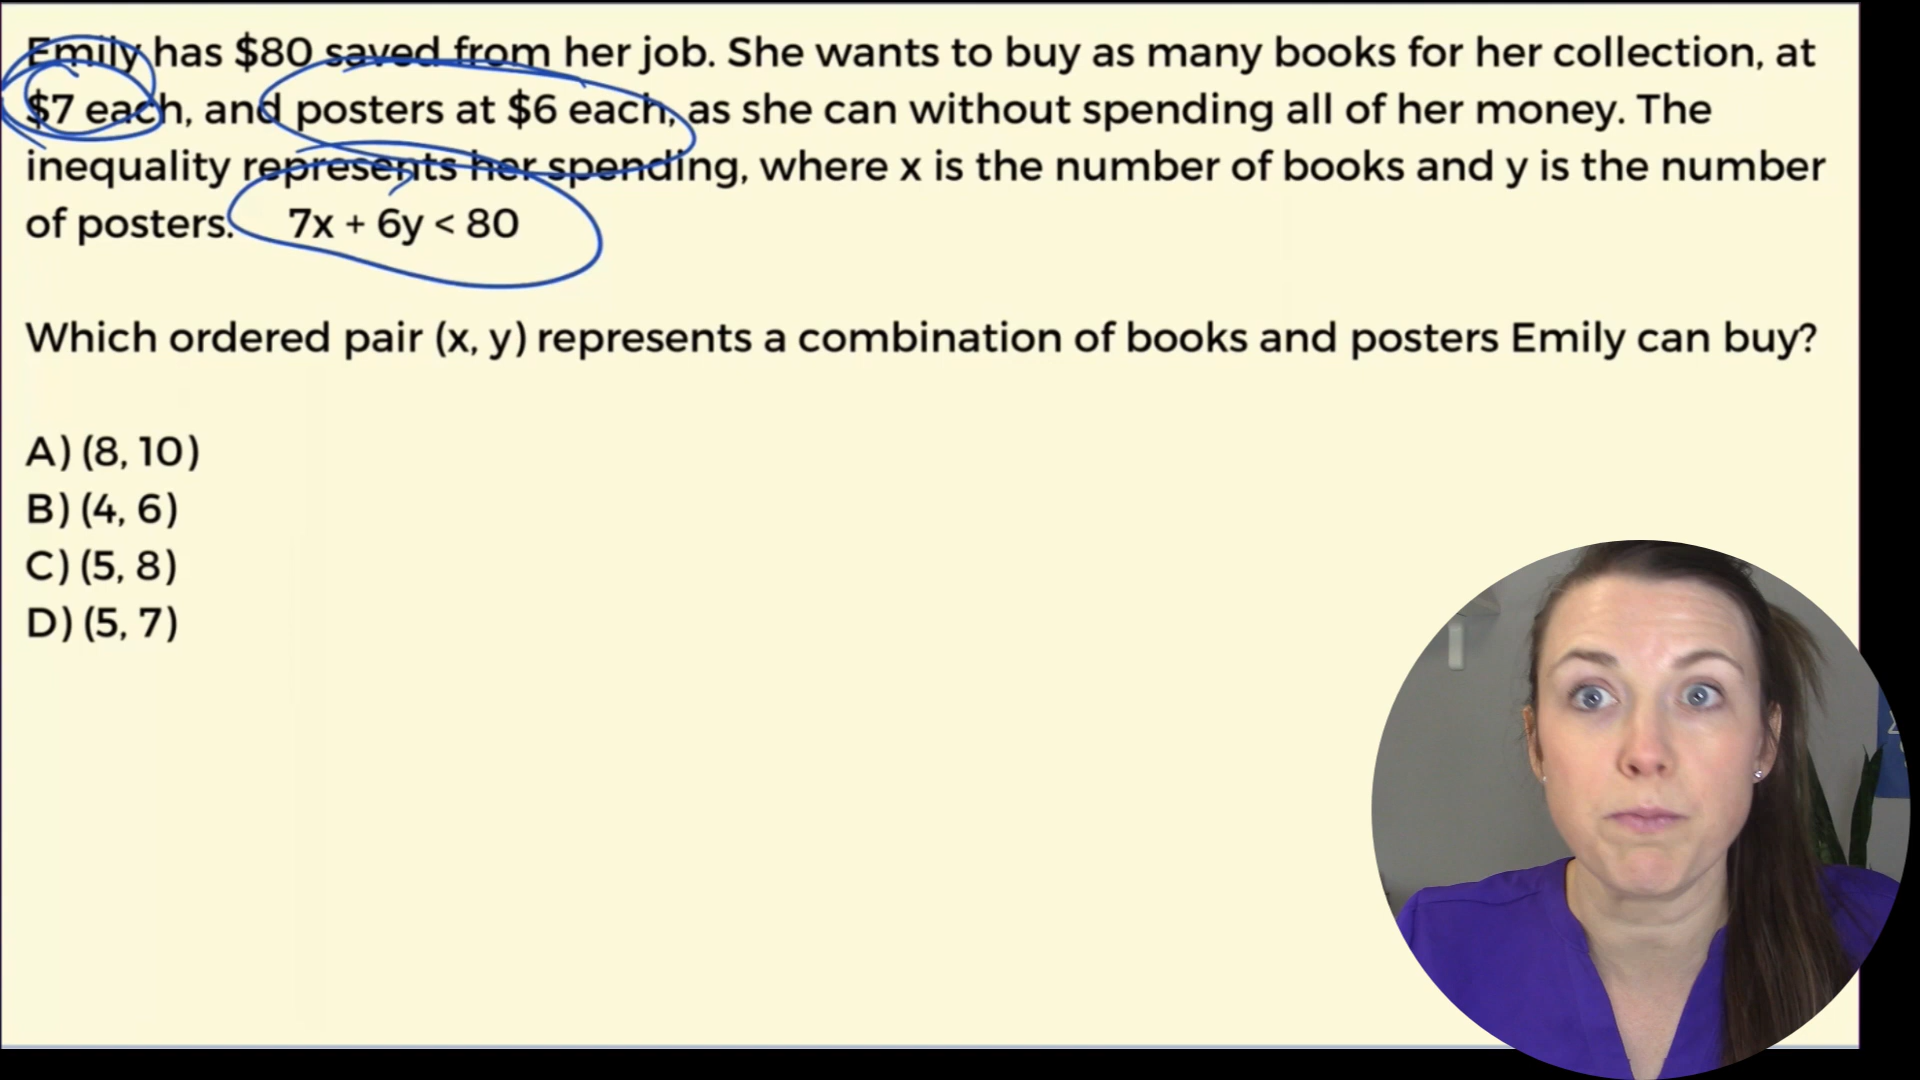 Emily has $80 saved from her job. She wants to buy as many books for her collection, at
$7 each, and posters at $6 each, as she can without spending all of her money. The
inequality represents her spending, where x is the number of books and y is the number
of posters. 7x + 6y < 80
Which ordered pair (x, y) represents a combination of books and posters Emily can buy?
A) (8, 10)
B) (4, 6)
C) (5, 8)
D) (5, 7)